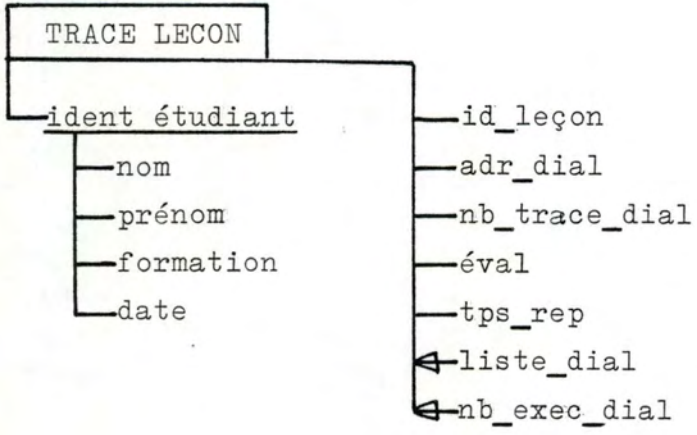 TRACE LECON
ident étudiant
nom
prénom
formation
date
id_leçon
adr_dial
nb_trace_dial
éval
tps_rep
liste_dial
nb_exec_dial